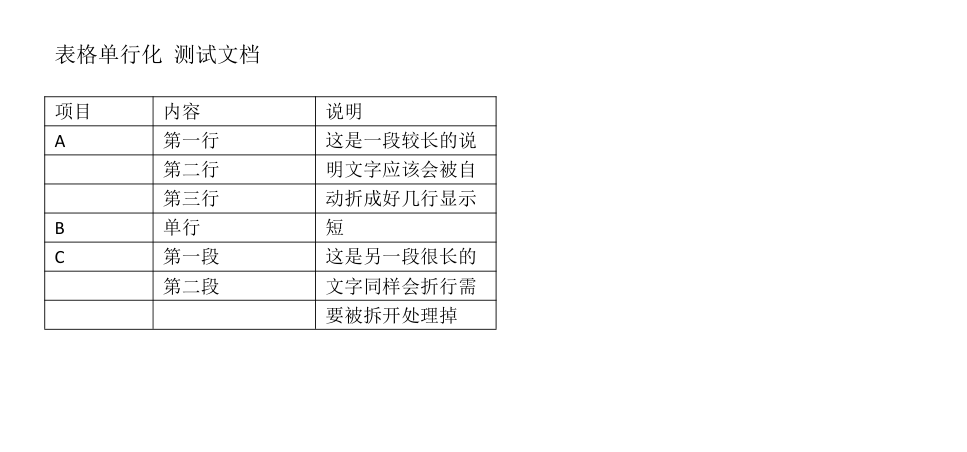 表格单行化 测试文档
项目 内容 说明
A 第一行 这是一段较长的说
第二行 明文字应该会被自
第三行 动折成好几行显示
B 单行 短
C 第一段 这是另一段很长的
第二段 文字同样会折行需
要被拆开处理掉